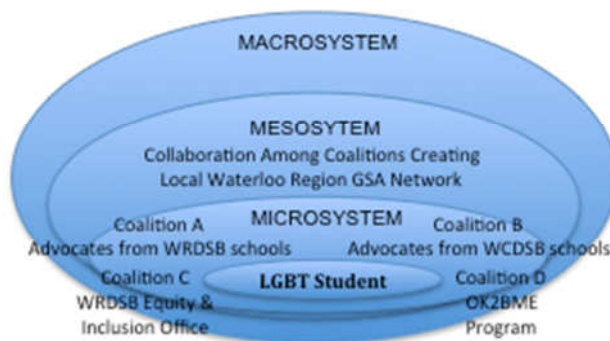 MACROSYSTEM
MESOSYTEM
Collaboration Among Coalitions Creating
Local Waterloo Region GSA Network
MICROSYSTEM
Coalition A
Advocates from WRDSB schools
Coalition B
Advocates from WCDSB schools
Coalition C
WRDSB Equity &
Inclusion Office
LGBT Student
Coalition D
OK2BME
Program